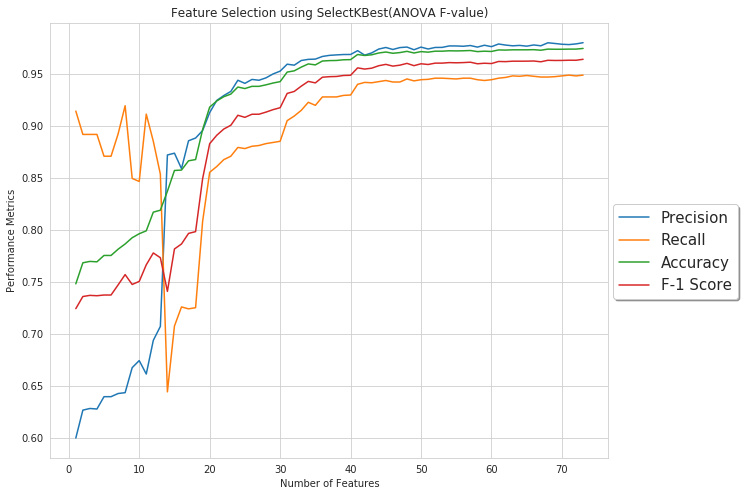 Feature Selection using SelectKBest(ANOVA F-value)
Performance Metrics
0.95
0.90
0.85
0.80
0.75
0.70
0.65
0.60
0 10 20 30 40 50 60 70
Number of Features
Precision
Recall
Accuracy
F-1 Score